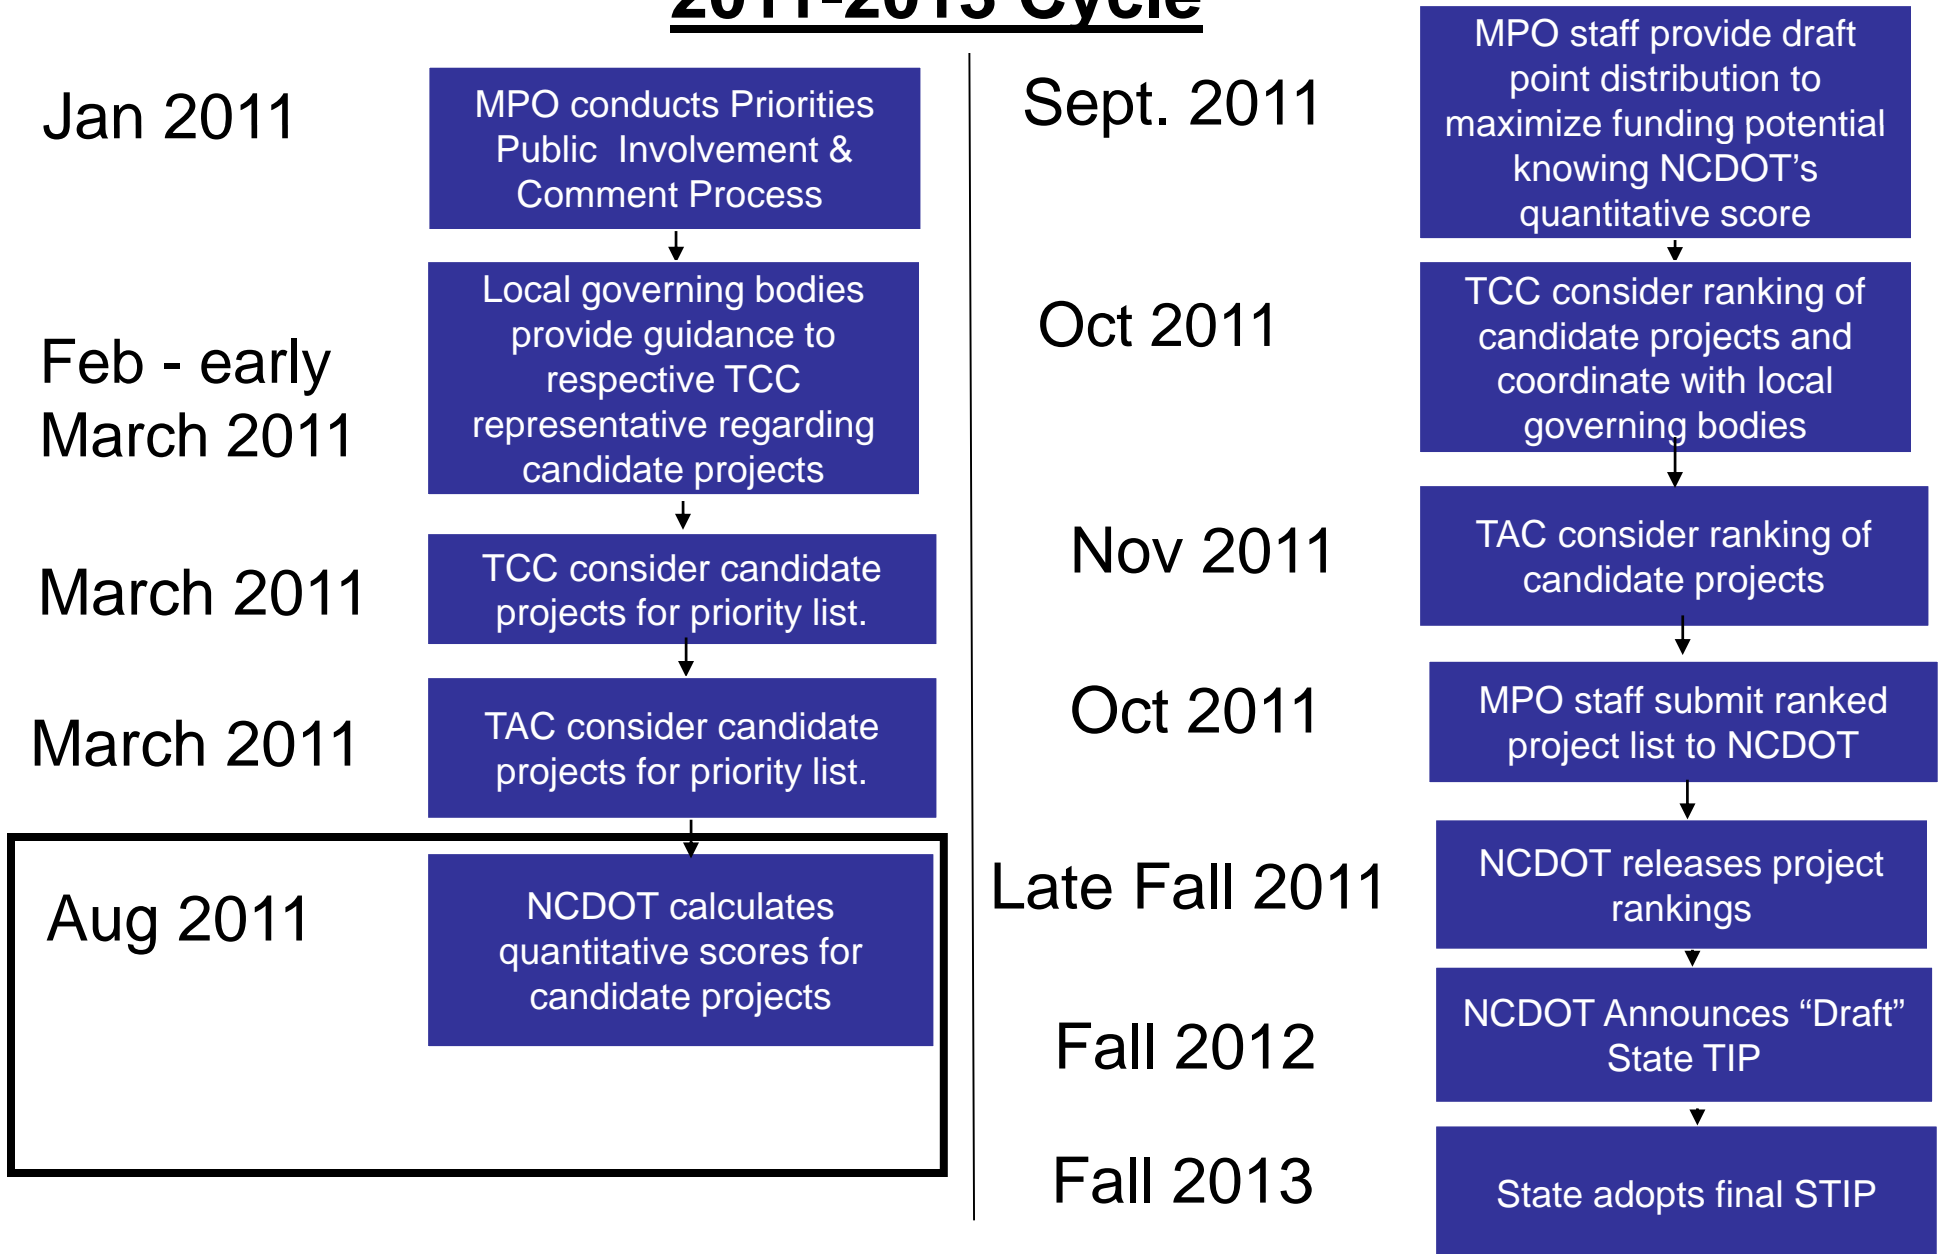 2011-2013 Cycle
Jan 2011
MPO conducts Priorities
Public Involvement &
Comment Process
Feb - early
March 2011
Local governing bodies
provide guidance to
respective TCC
representative regarding
candidate projects
March 2011
TCC consider candidate
projects for priority list.
March 2011
TAC consider candidate
projects for priority list.
Aug 2011
NCDOT calculates
quantitative scores for
candidate projects
Sept. 2011
MPO staff provide draft
point distribution to
maximize funding potential
knowing NCDOT’s
quantitative score
Oct 2011
TCC consider ranking of
candidate projects and
coordinate with local
governing bodies
Nov 2011
TAC consider ranking of
candidate projects
Oct 2011
MPO staff submit ranked
project list to NCDOT
Late Fall 2011
NCDOT releases project
rankings
Fall 2012
NCDOT Announces “Draft”
State TIP
Fall 2013
State adopts final STIP